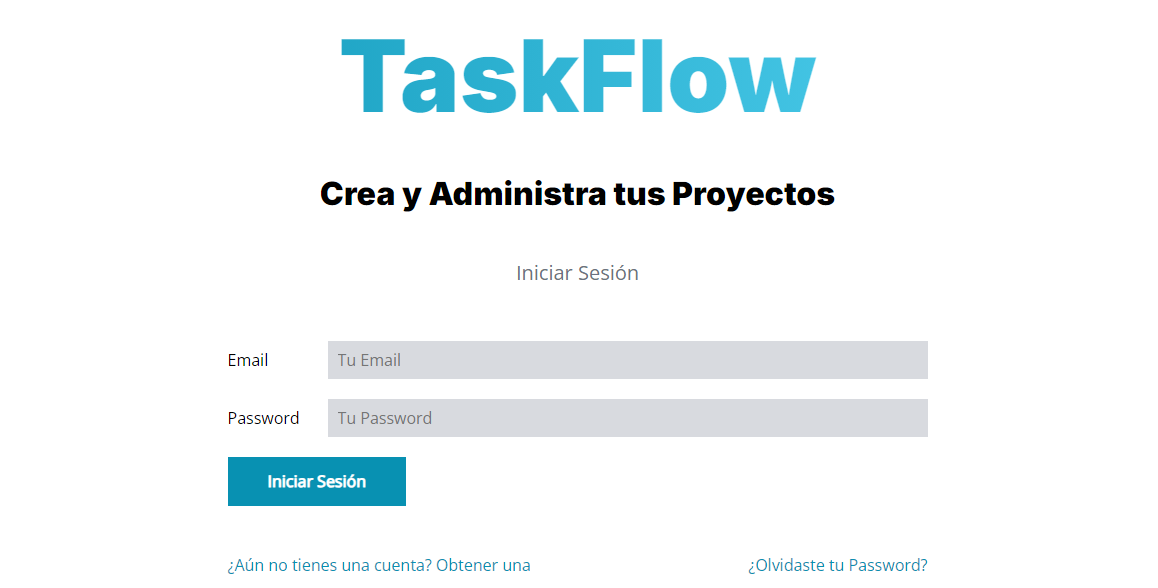 TaskFlow
Crea y Administra tus Proyectos
Iniciar Sesión
Email Tu Email
Password Tu Password
Iniciar Sesión
¿Aún no tienes una cuenta? Obtener una ¿Olvidaste tu Password?